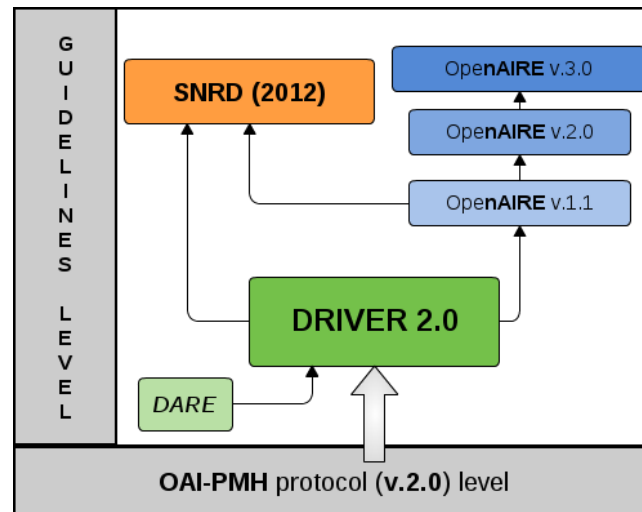 GUIDELINES LEVEL
SNRD (2012)
OpenAIRE v.3.0
OpenAIRE v.2.0
OpenAIRE v.1.1
DRIVER 2.0
DARE
OAI-PMH protocol (v.2.0) level